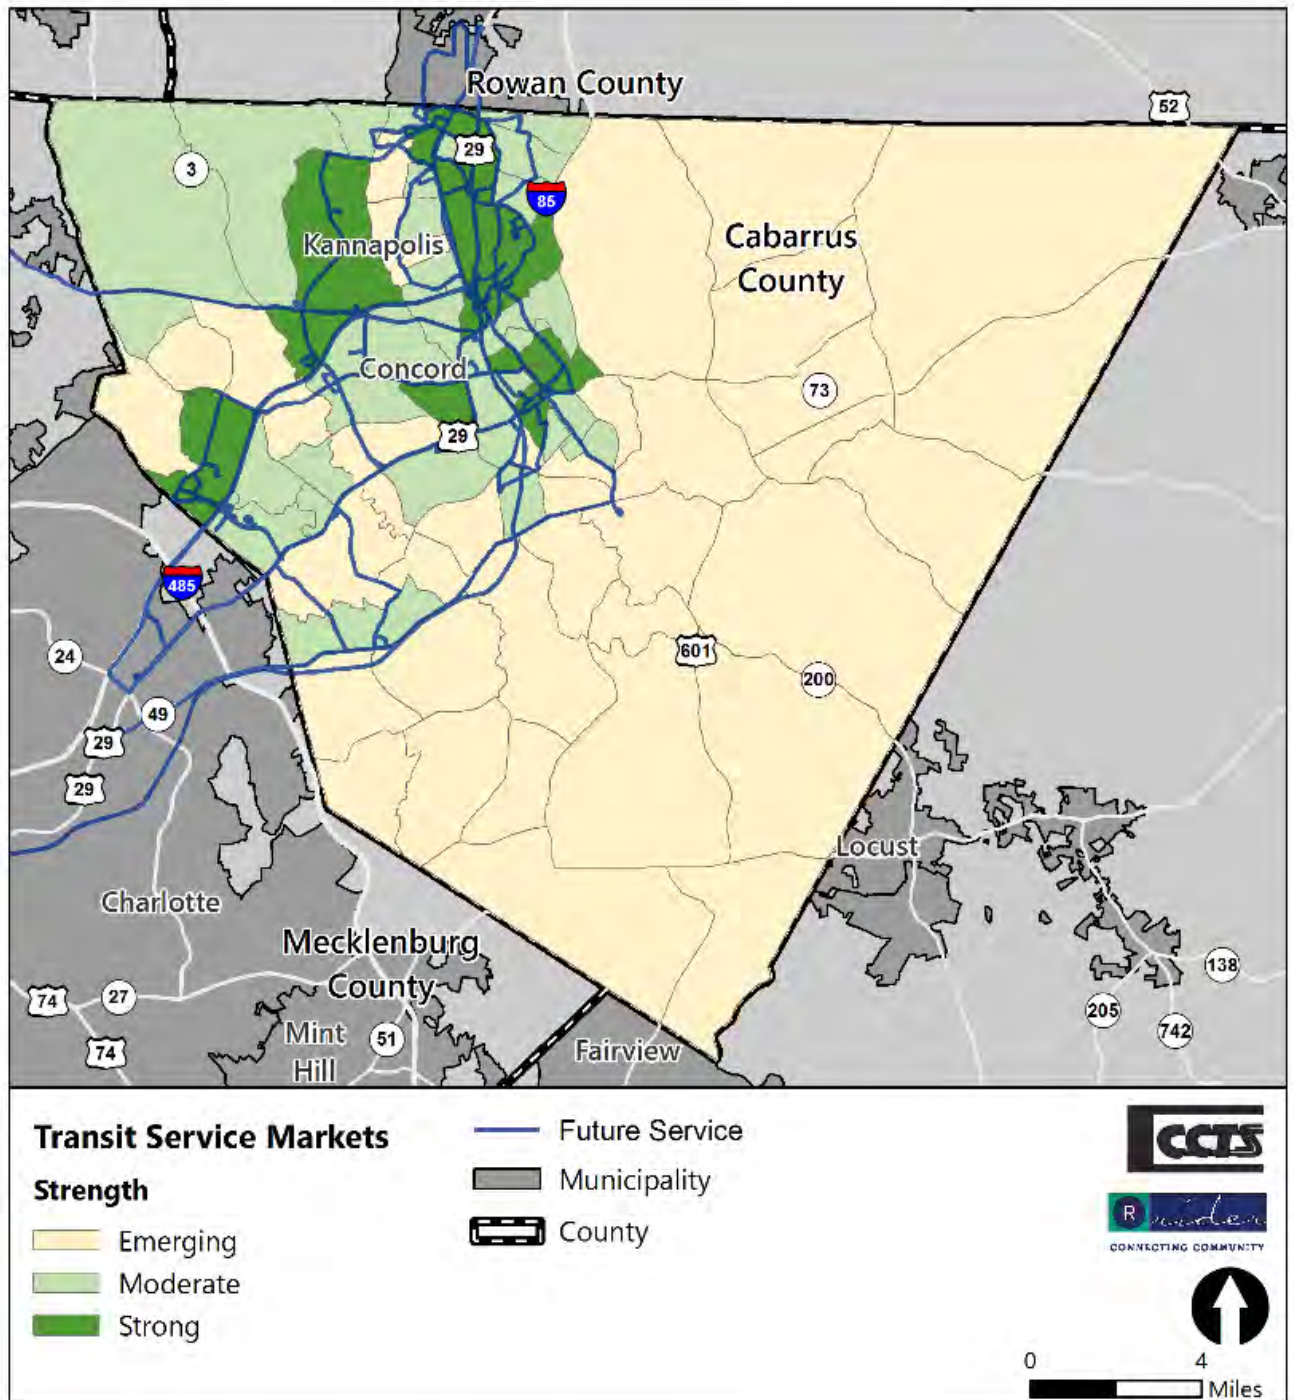 Rowan County
52
29
3
85
Kannapolis
Cabarrus
County
Concord
73
29
485
24
601
200
49
29
29
Locust
Charlotte
Mecklenburg
County
138
74
27
205
Mint
Hill
51
Fairview
742
74
Transit Service Markets
Strength
Emerging
Moderate
Strong
Future Service
Municipality
County
CCTS
R
ider
CONNECTING COMMUNITY
0 4
Miles